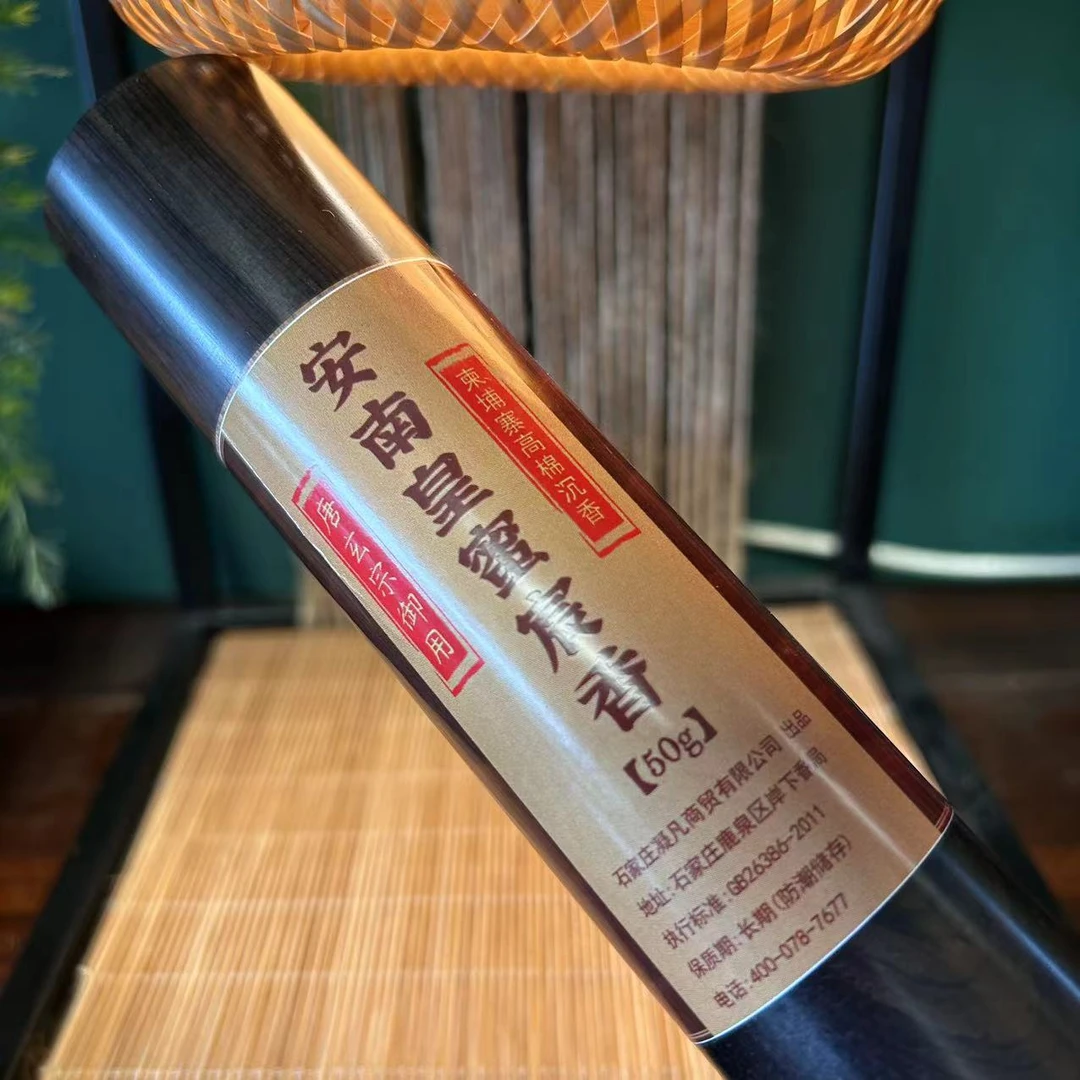 柬埔寨高棉沉香
安南皇蜜宸香
唐玄宗御用
【50g】
石家庄凝凡商贸有限公司 出品
地址:石家庄鹿泉区岸下香局
执行标准:GB26386-2011
保质期:长期(防潮储存)
电话:400-078-7677